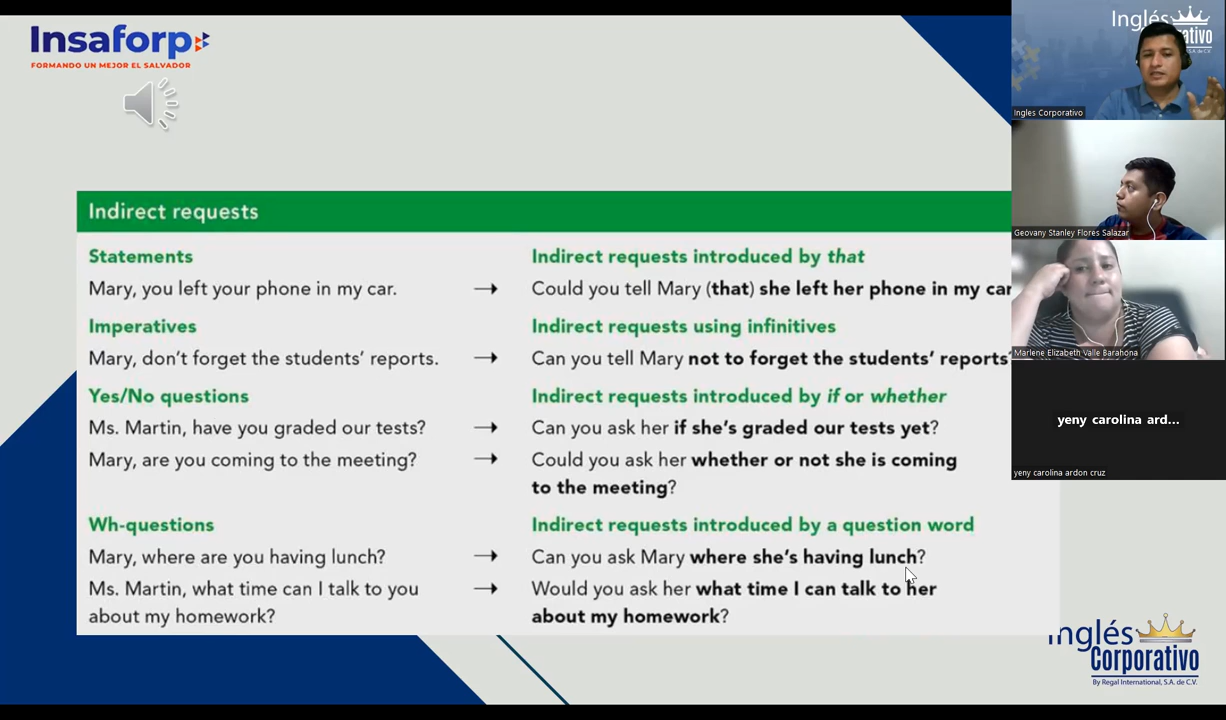 Insaforp
FORMANDO UN MEJOR EL SALVADOR
Indirect requests
Statements
Indirect requests introduced by that
Mary, you left your phone in my car.
→ Could you tell Mary (that) she left her phone in my car
Imperatives
Indirect requests using infinitives
Mary, don't forget the students' reports.
→ Can you tell Mary not to forget the students' reports
Yes/No questions
Indirect requests introduced by if or whether
Ms. Martin, have you graded our tests?
→ Can you ask her if she's graded our tests yet?
Mary, are you coming to the meeting?
→ Could you ask her whether or not she is coming
to the meeting?
Wh-questions
Indirect requests introduced by a question word
Mary, where are you having lunch?
→ Can you ask Mary where she's having lunch?
Ms. Martin, what time can I talk to you
about my homework?
→ Would you ask her what time I can talk to her
about my homework?
Inglés
Corporativo
By Regal International, S.A. de C.V.
Inglés
S.A. de C.V.
Ingles Corporativo
Geovany Stanley Flores Salazar
Marlene Elizabeth Valle Barahona
yeny carolina ard...
yeny carolina ardon cruz